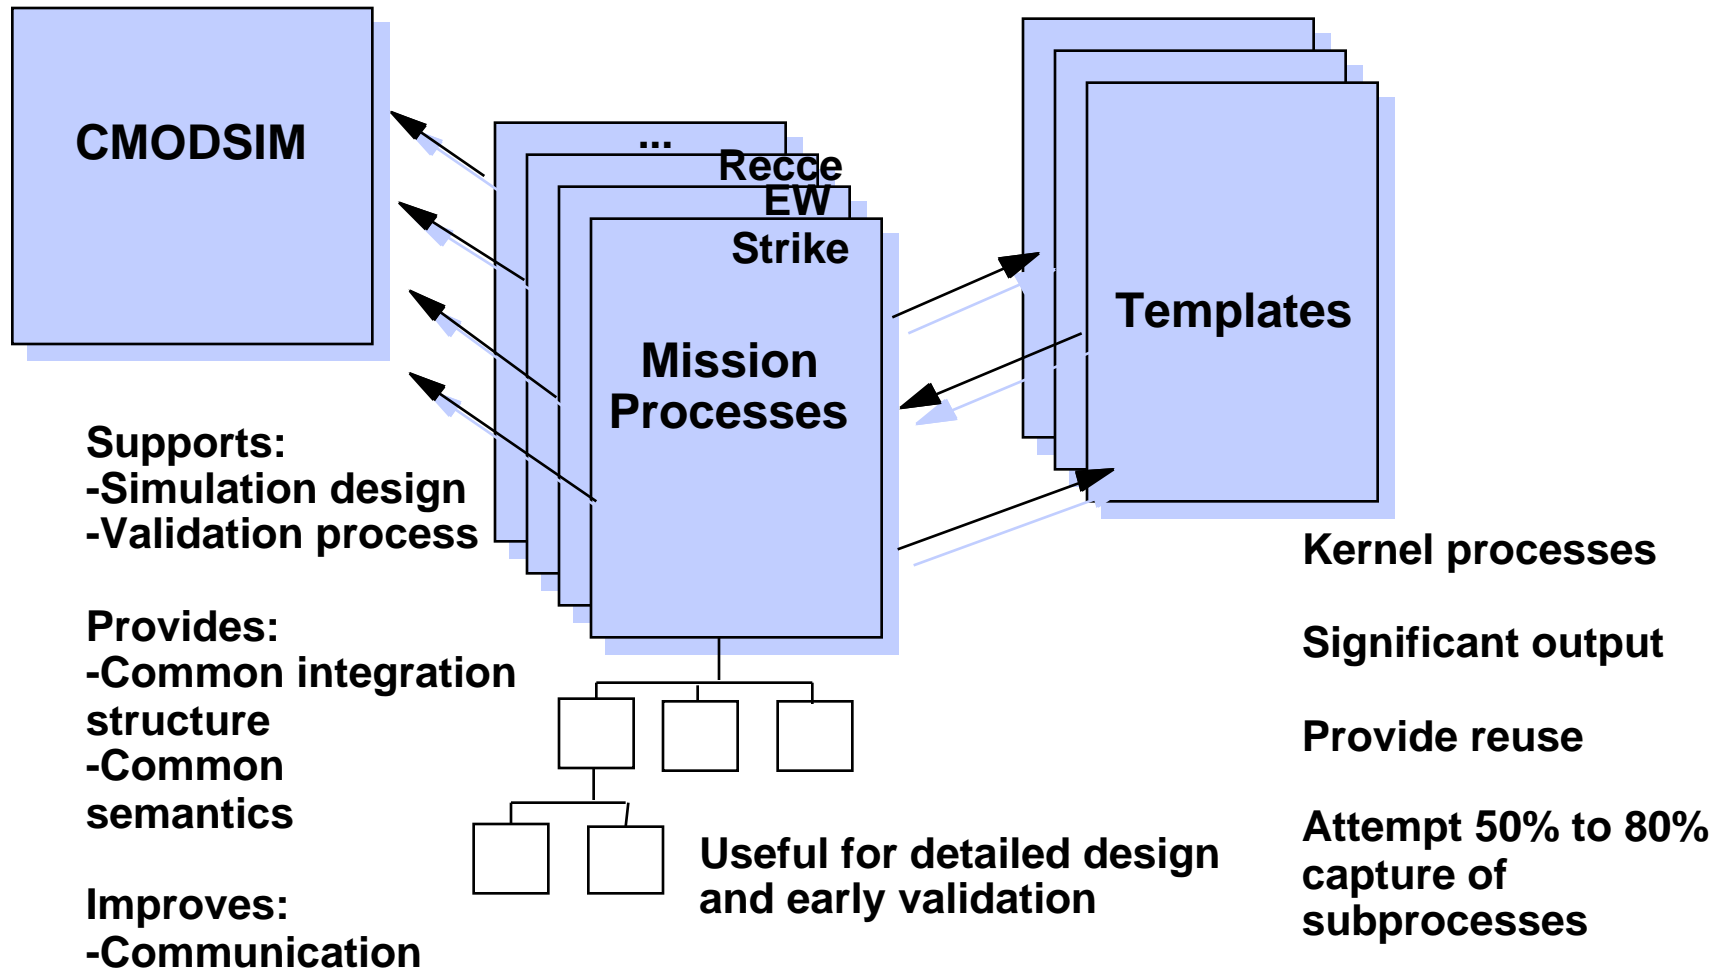 CMODSIM
...
Recce
EW
Strike
Mission
Processes
Templates
Supports:
-Simulation design
-Validation process
Provides:
-Common integration
structure
-Common
semantics
Improves:
-Communication
Useful for detailed design
and early validation
Kernel processes
Significant output
Provide reuse
Attempt 50% to 80%
capture of
subprocesses